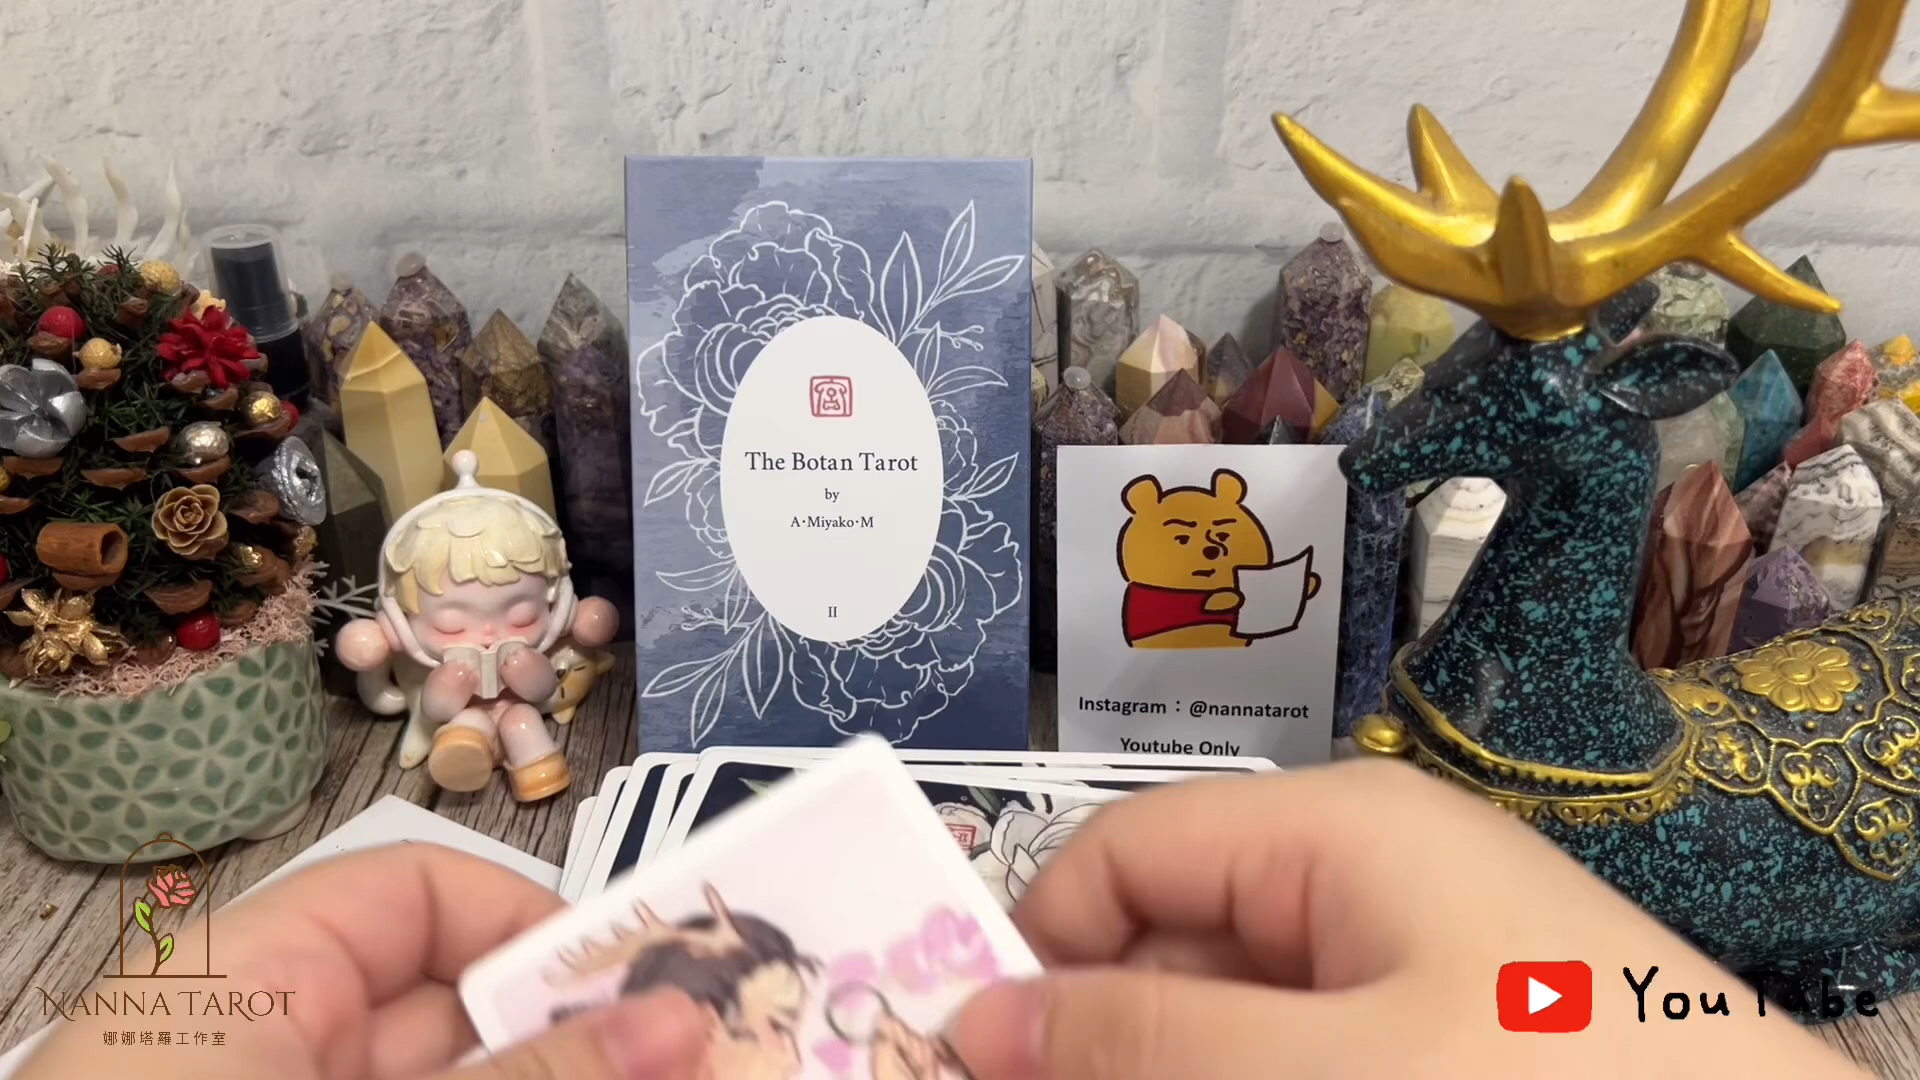 The Botan Tarot
by
A·Miyako·M
II
Instagram：@nannatarot
Youtube Only
NANNA TAROT
娜娜塔羅工作室
YouTube